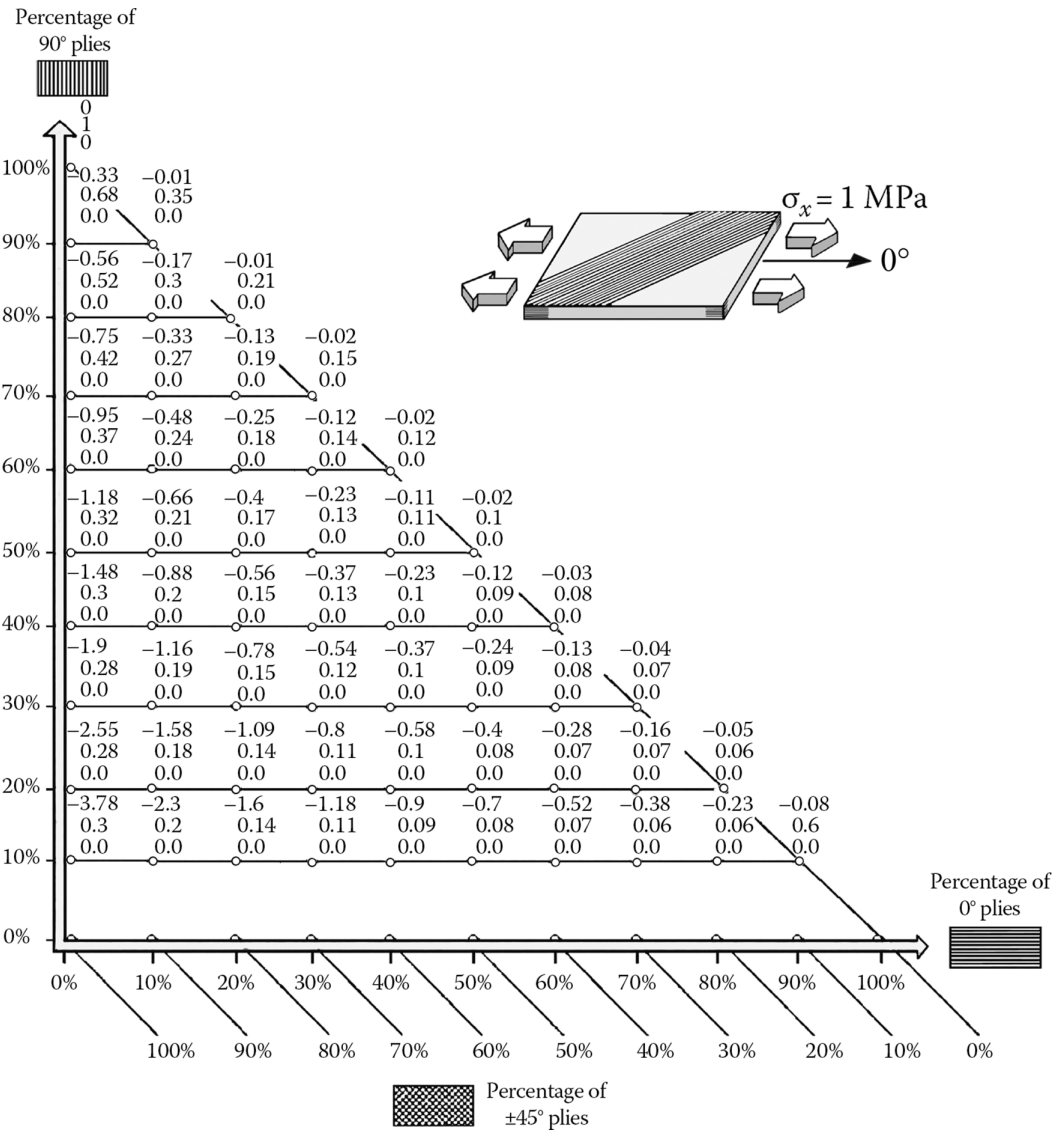 Percentage of
90° plies
0
1
0
σx = 1 MPa
0°
100%
–0.33 –0.01
0.68 0.35
0.0 0.0
90%
–0.56 –0.17 –0.01
0.52 0.3 0.21
0.0 0.0 0.0
80%
–0.75 –0.33 –0.13 –0.02
0.42 0.27 0.19 0.15
0.0 0.0 0.0 0.0
70%
–0.95 –0.48 –0.25 –0.12 –0.02
0.37 0.24 0.18 0.14 0.12
0.0 0.0 0.0 0.0 0.0
60%
–1.18 –0.66 –0.4 –0.23 –0.11 –0.02
0.32 0.21 0.17 0.13 0.11 0.1
0.0 0.0 0.0 0.0 0.0 0.0
50%
–1.48 –0.88 –0.56 –0.37 –0.23 –0.12 –0.03
0.3 0.2 0.15 0.13 0.1 0.09 0.08
0.0 0.0 0.0 0.0 0.0 0.0 0.0
40%
–1.9 –1.16 –0.78 –0.54 –0.37 –0.24 –0.13 –0.04
0.28 0.19 0.15 0.12 0.1 0.09 0.08 0.07
0.0 0.0 0.0 0.0 0.0 0.0 0.0 0.0
30%
–2.55 –1.58 –1.09 –0.8 –0.58 –0.4 –0.28 –0.16 –0.05
0.28 0.18 0.14 0.11 0.1 0.08 0.07 0.07 0.06
0.0 0.0 0.0 0.0 0.0 0.0 0.0 0.0 0.0
20%
–3.78 –2.3 –1.6 –1.18 –0.9 –0.7 –0.52 –0.38 –0.23 –0.08
0.3 0.2 0.14 0.11 0.09 0.08 0.07 0.06 0.06 0.6
0.0 0.0 0.0 0.0 0.0 0.0 0.0 0.0 0.0 0.0
10%
Percentage of
0° plies
0%
0% 10% 20% 30% 40% 50% 60% 70% 80% 90% 100%
100% 90% 80% 70% 60% 50% 40% 30% 20% 10% 0%
Percentage of
±45° plies